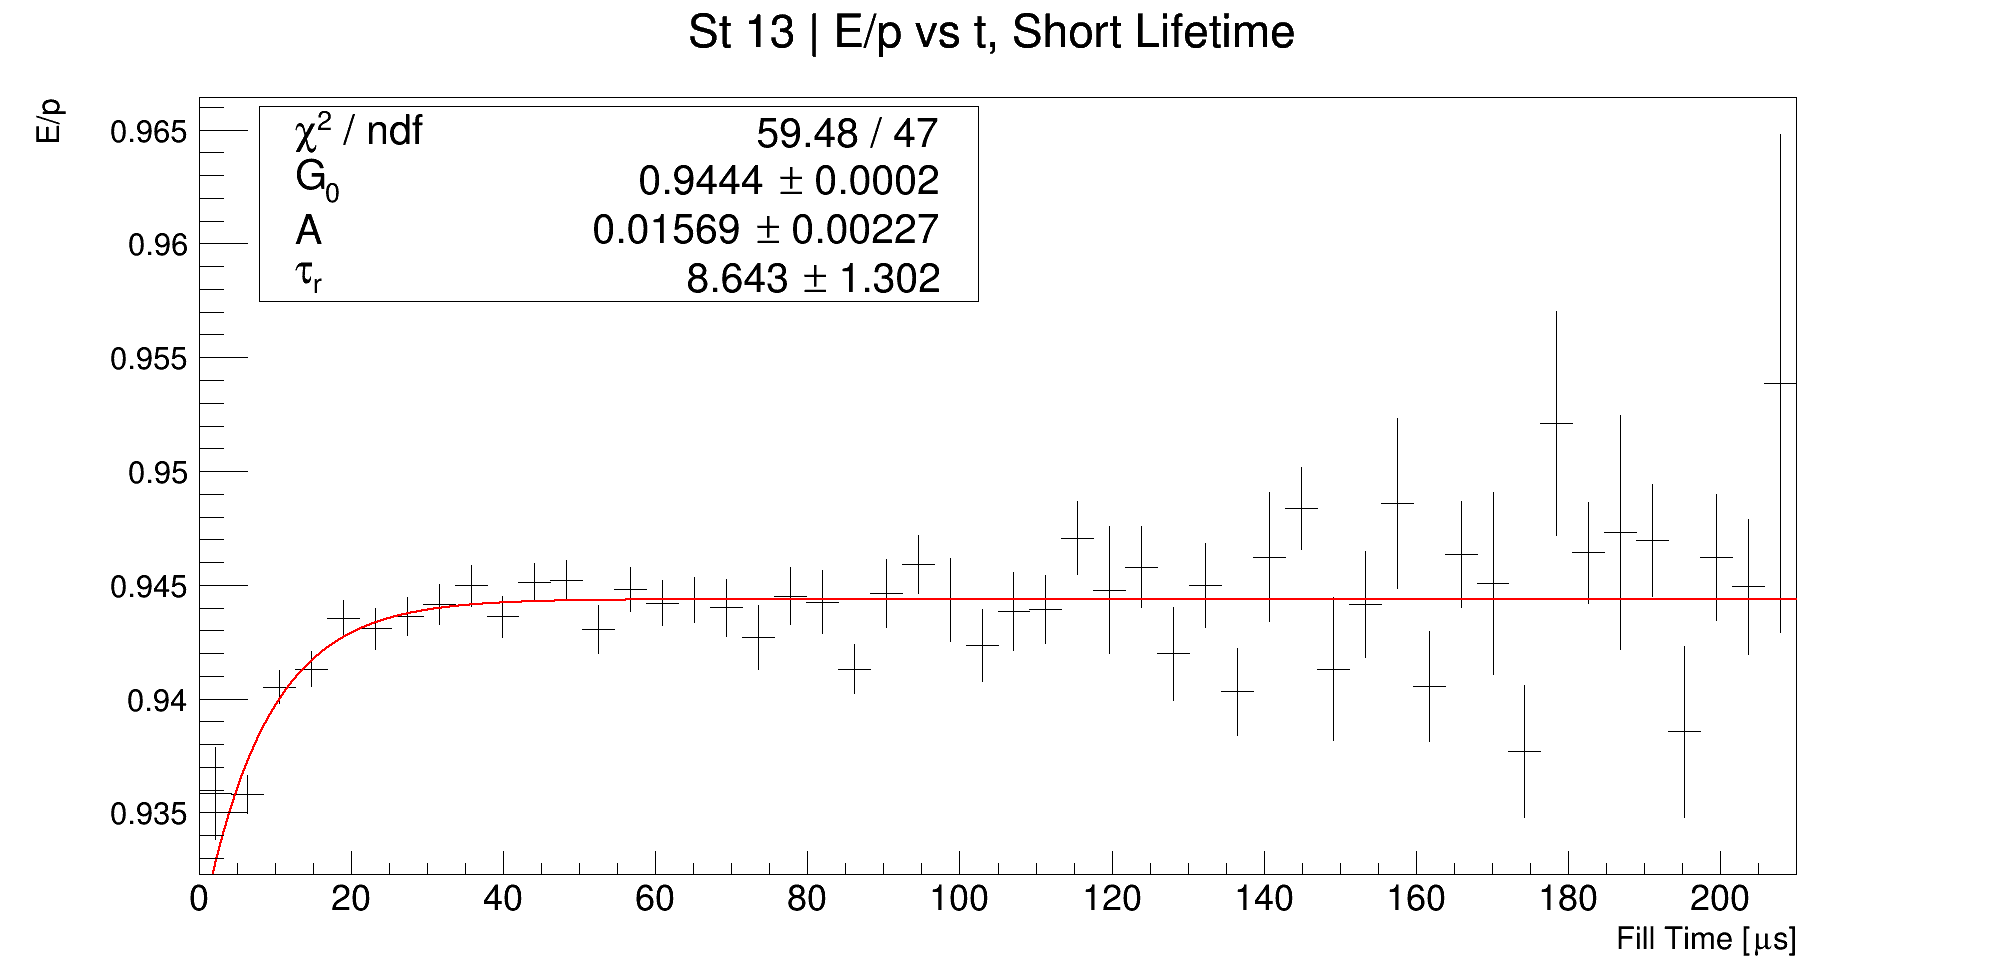 St 13 | E/p vs t, Short Lifetime
E/p
χ² / ndf 59.48 / 47
G₀ 0.9444 ± 0.0002
A 0.01569 ± 0.00227
τᵣ 8.643 ± 1.302
0.965
0.96
0.955
0.95
0.945
0.94
0.935
0 20 40 60 80 100 120 140 160 180 200
Fill Time [μs]